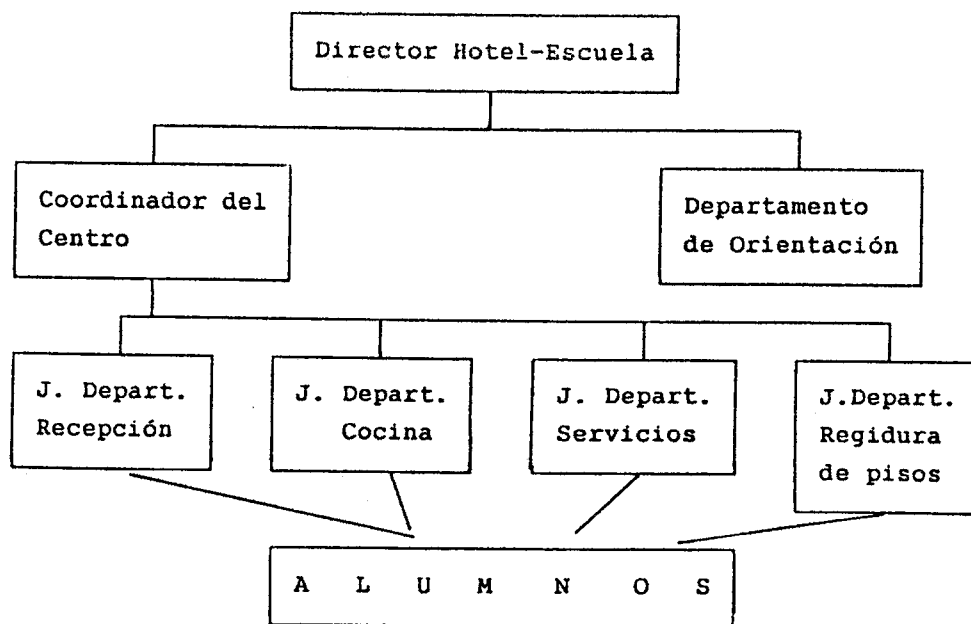 Director Hotel-Escuela
Coordinador del
Centro
Departamento
de Orientación
J. Depart.
Recepción
J. Depart.
Cocina
J. Depart.
Servicios
J.Depart.
Regidura
de pisos
A L U M N O S